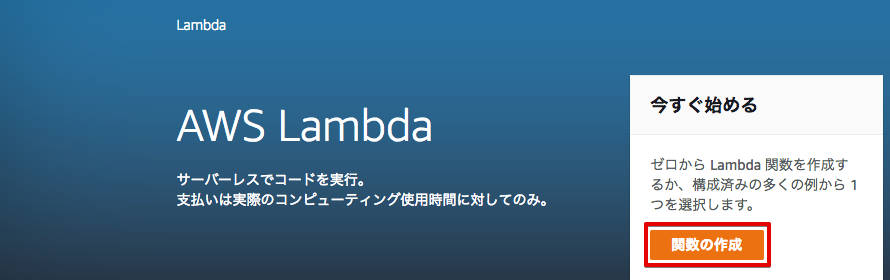 Lambda
AWS Lambda
サーバーレスでコードを実行。
支払いは実際のコンピューティング使用時間に対してのみ。
今すぐ始める
ゼロから Lambda 関数を作成す
るか、構成済みの多くの例から 1
つを選択します。
関数の作成